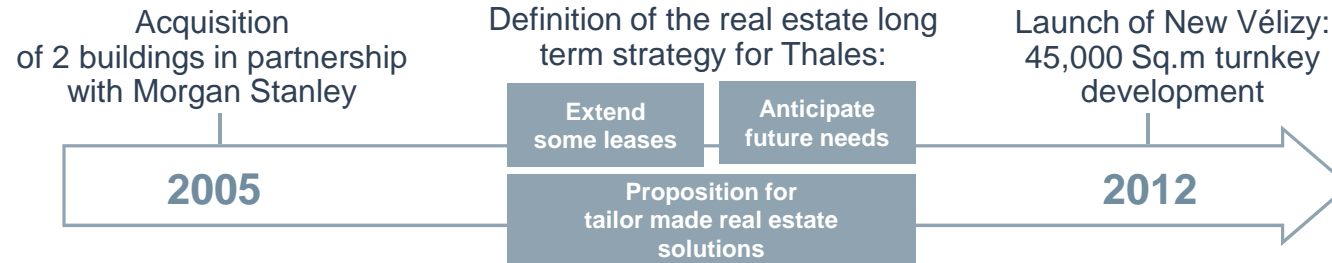 Acquisition
of 2 buildings in partnership
with Morgan Stanley
Definition of the real estate long
term strategy for Thales:
Launch of New Vélizy:
45,000 Sq.m turnkey
development
Extend
some leases
Anticipate
future needs
2005
Proposition for
tailor made real estate
solutions
2012